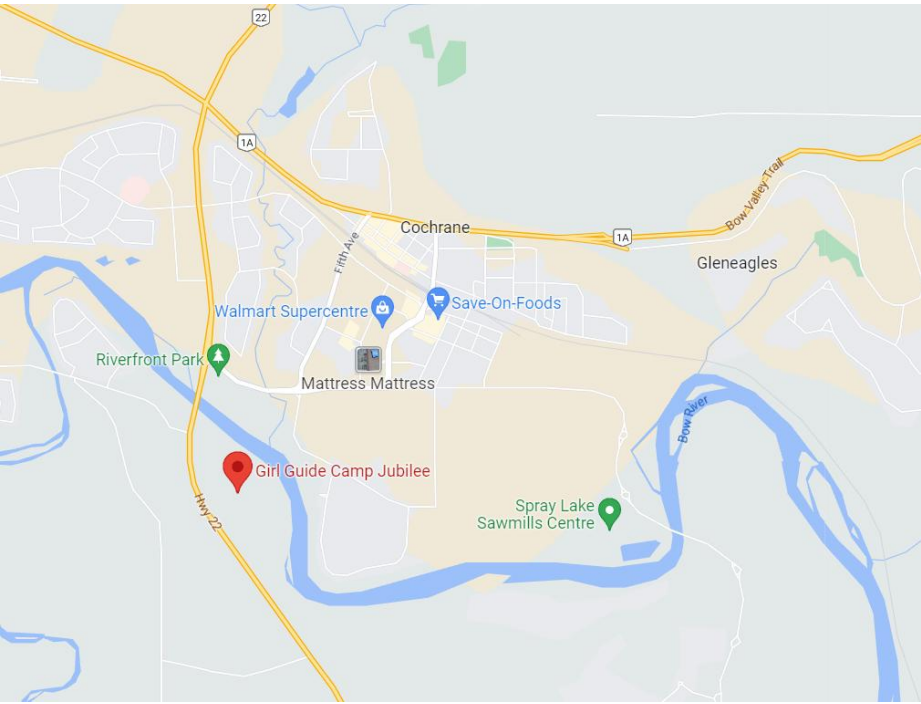 22
1A
Bow Valley Trail
Cochrane
1A
Fifth Ave
Gleneagles
Walmart Supercentre
Save-On-Foods
Riverfront Park
Mattress Mattress
Bow River
Girl Guide Camp Jubilee
Hwy 22
Spray Lake
Sawmills Centre